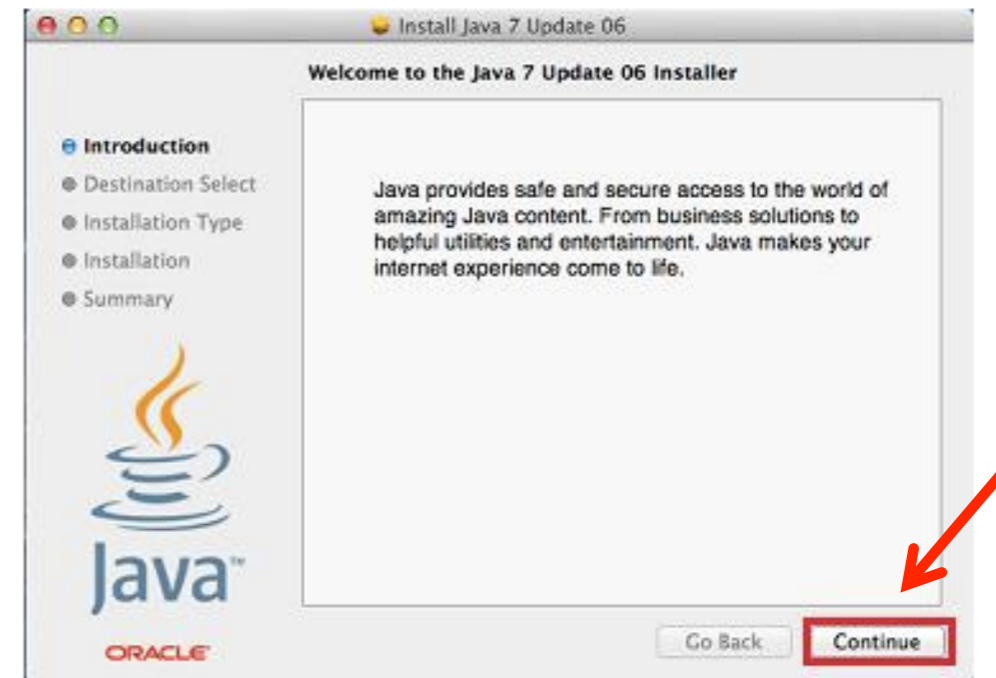 Install Java 7 Update 06
Welcome to the Java 7 Update 06 Installer
Introduction
Destination Select
Installation Type
Installation
Summary
Java provides safe and secure access to the world of
amazing Java content. From business solutions to
helpful utilities and entertainment. Java makes your
internet experience come to life.
Java™
ORACLE
Go Back
Continue